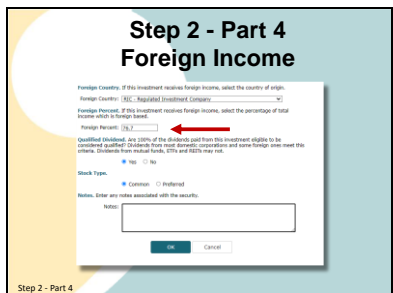 Step 2 - Part 4
Foreign Income
Foreign Country. If this investment receives foreign income, select the country of origin.
Foreign Country: RIC - Regulated Investment Company
Foreign Percent. If this investment receives foreign income, select the percentage of total
income which is foreign based.
Foreign Percent: 76.7
Qualified Dividend. Are 100% of the dividends paid from this investment eligible to be
considered qualified? Dividends from most domestic corporations and some foreign ones meet this
criteria. Dividends from mutual funds, ETFs and REITs may not.
Yes No
Stock Type.
Common Preferred
Notes. Enter any notes associated with the security.
Notes:
OK Cancel
Step 2 - Part 4